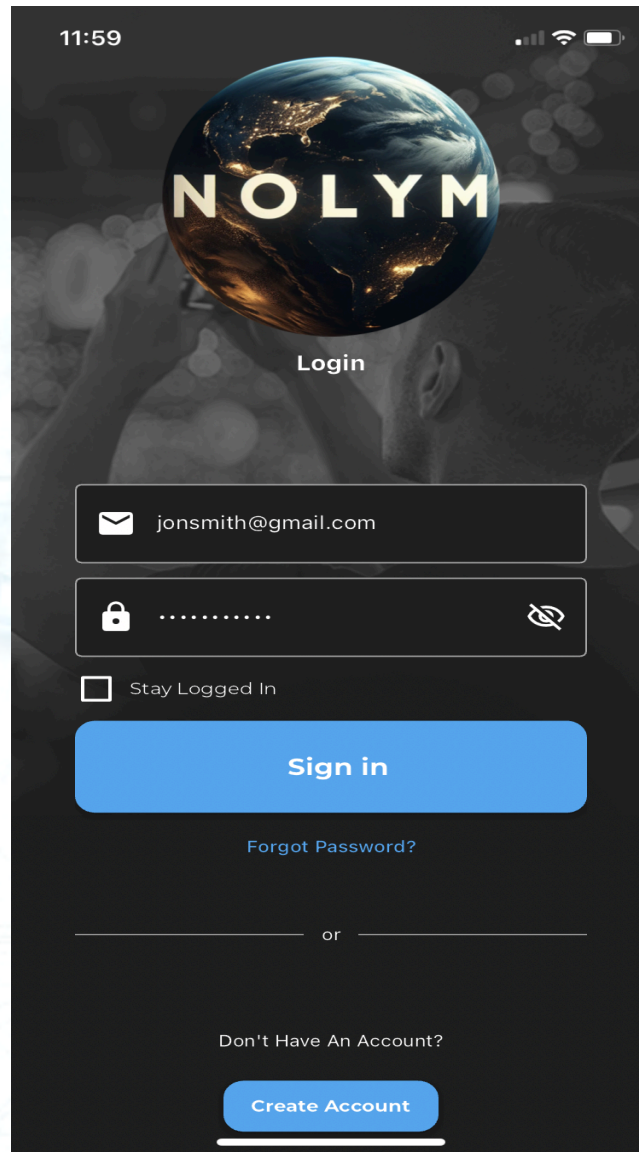 11:59
NOLYM
Login
jonsmith@gmail.com
...........
Stay Logged In
Sign in
Forgot Password?
or
Don't Have An Account?
Create Account